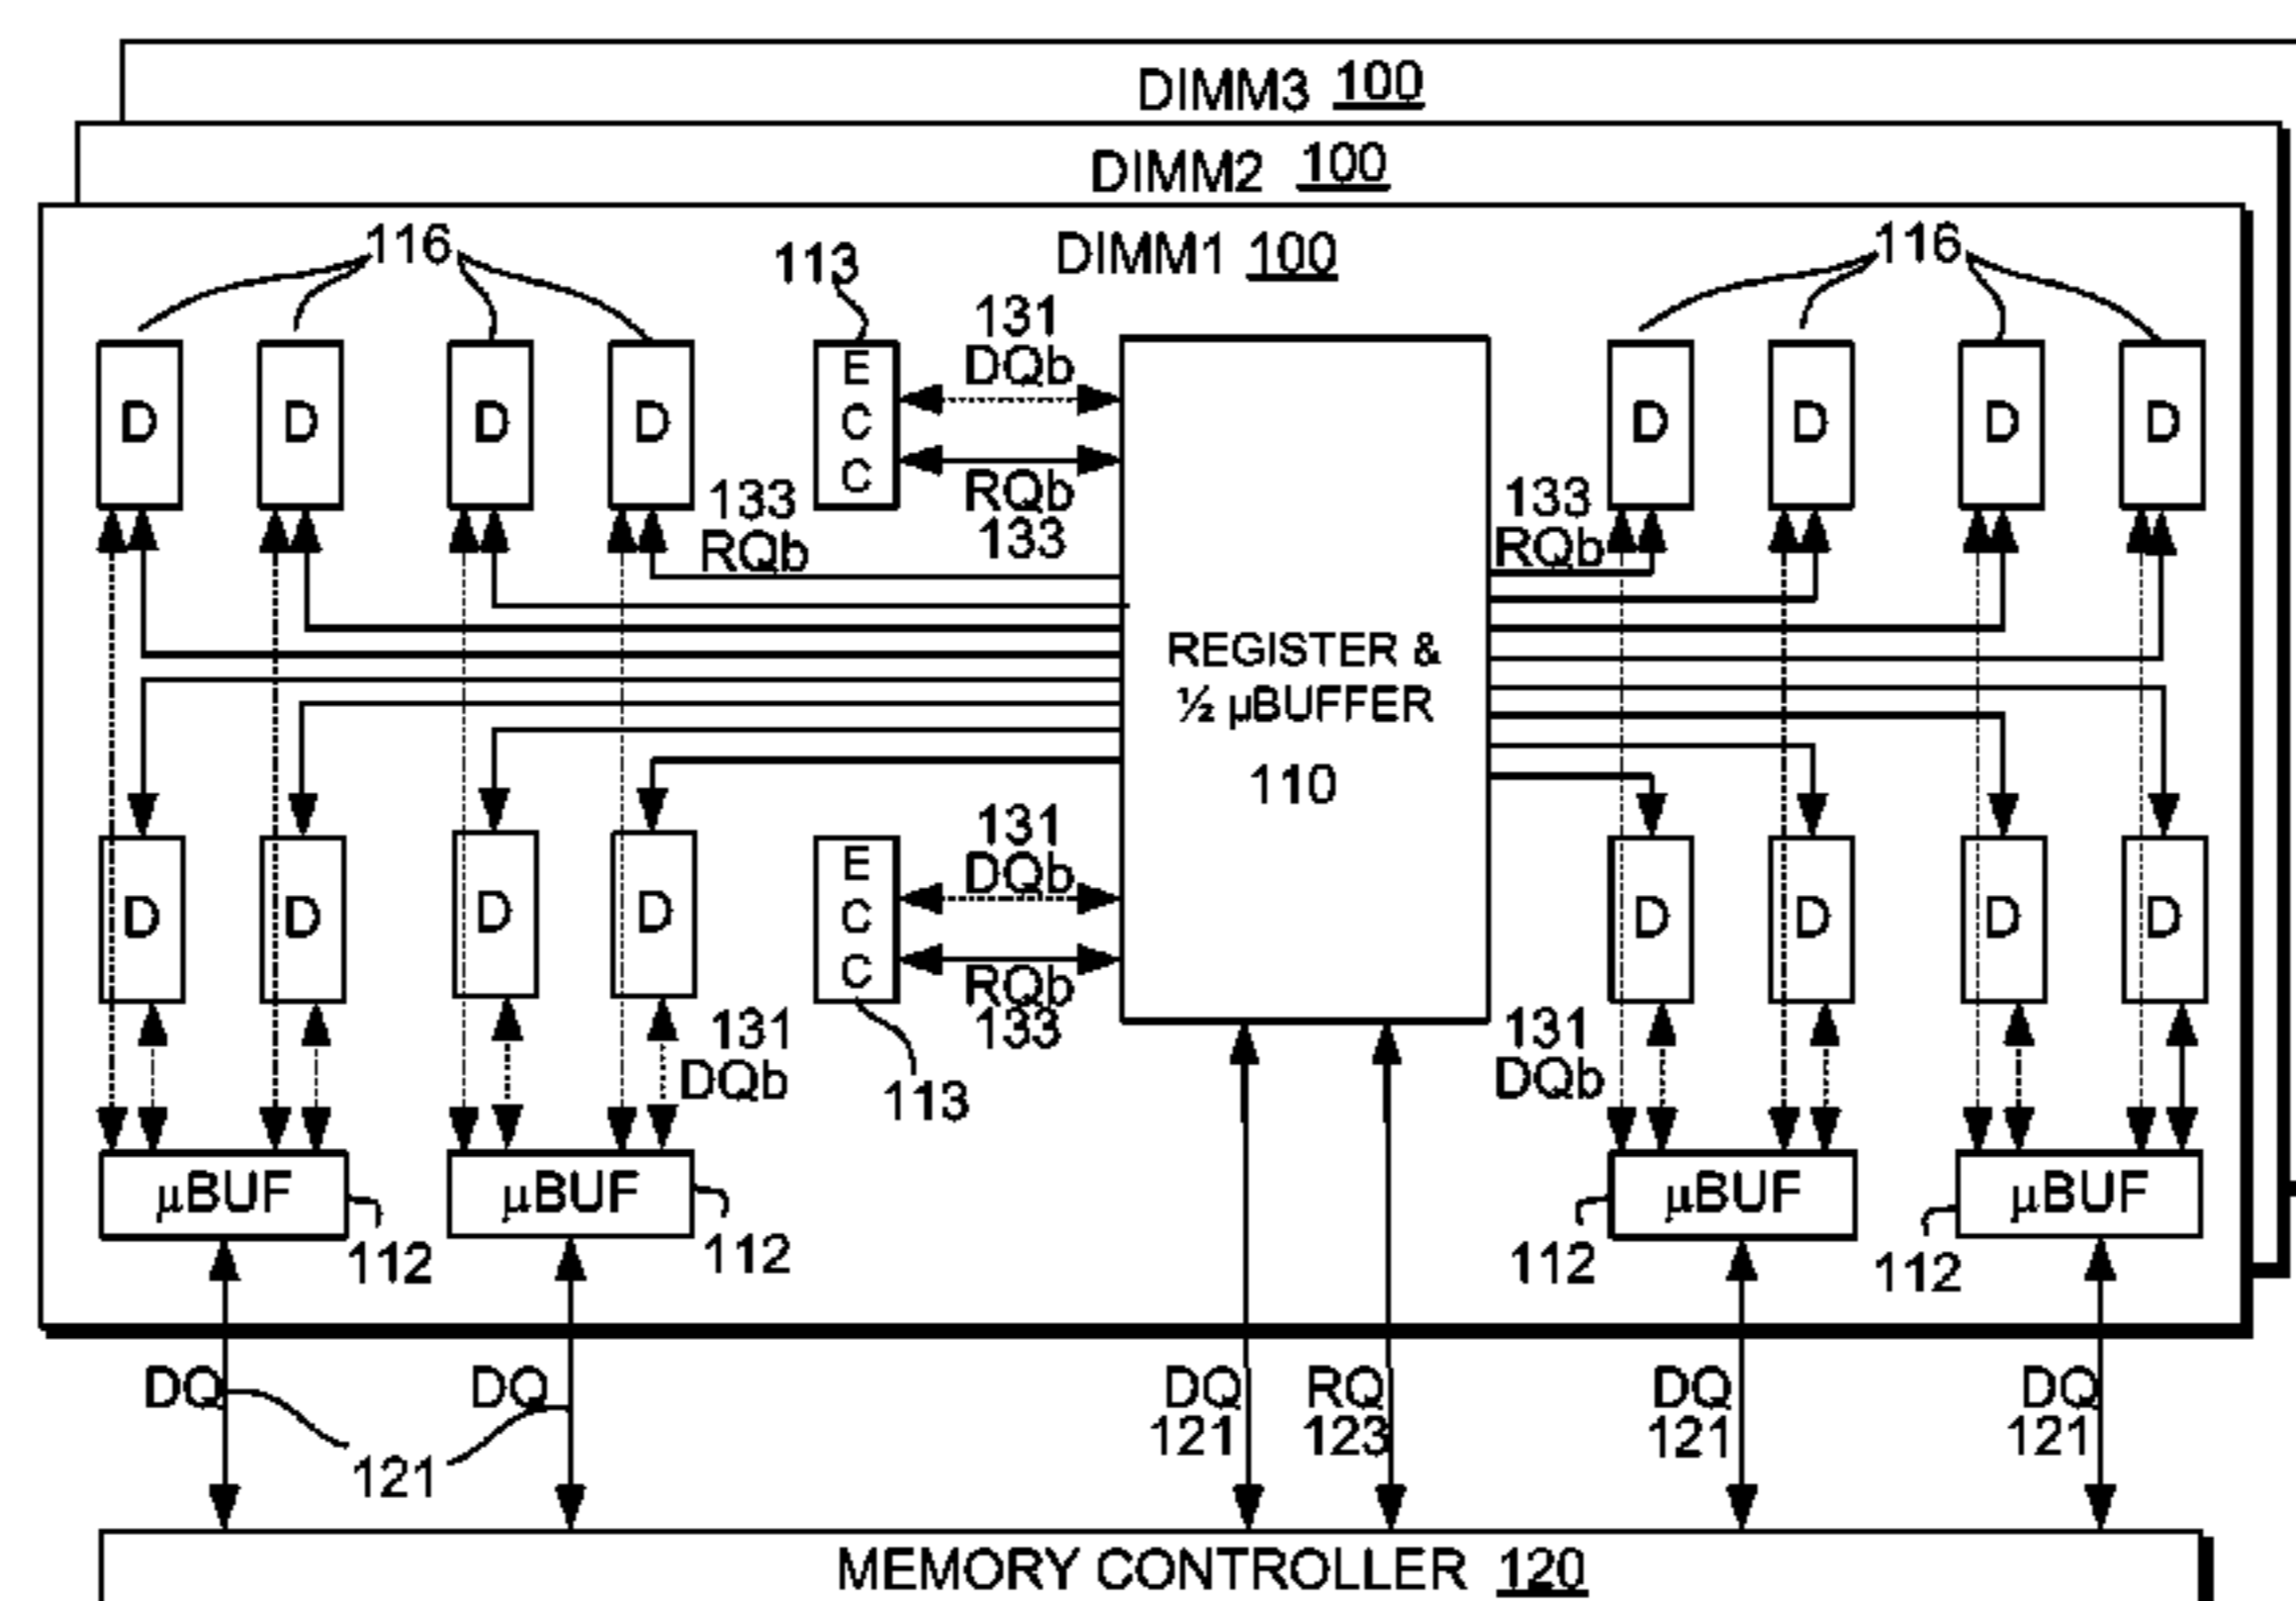 DIMM3 100
DIMM2 100
DIMM1 100
116
113
116
131
DQb
E
C
C
RQb
133
D D D D
D D D D
133
RQb
133
RQb
REGISTER &
½ µBUFFER
110
131
DQb
E
C
C
RQb
133
D D D D
D D D D
131
DQb
113
131
DQb
µBUF
112
µBUF
112
µBUF
112
µBUF
112
DQ
DQ
121
DQ
121
RQ
123
DQ
121
DQ
121
MEMORY CONTROLLER 120